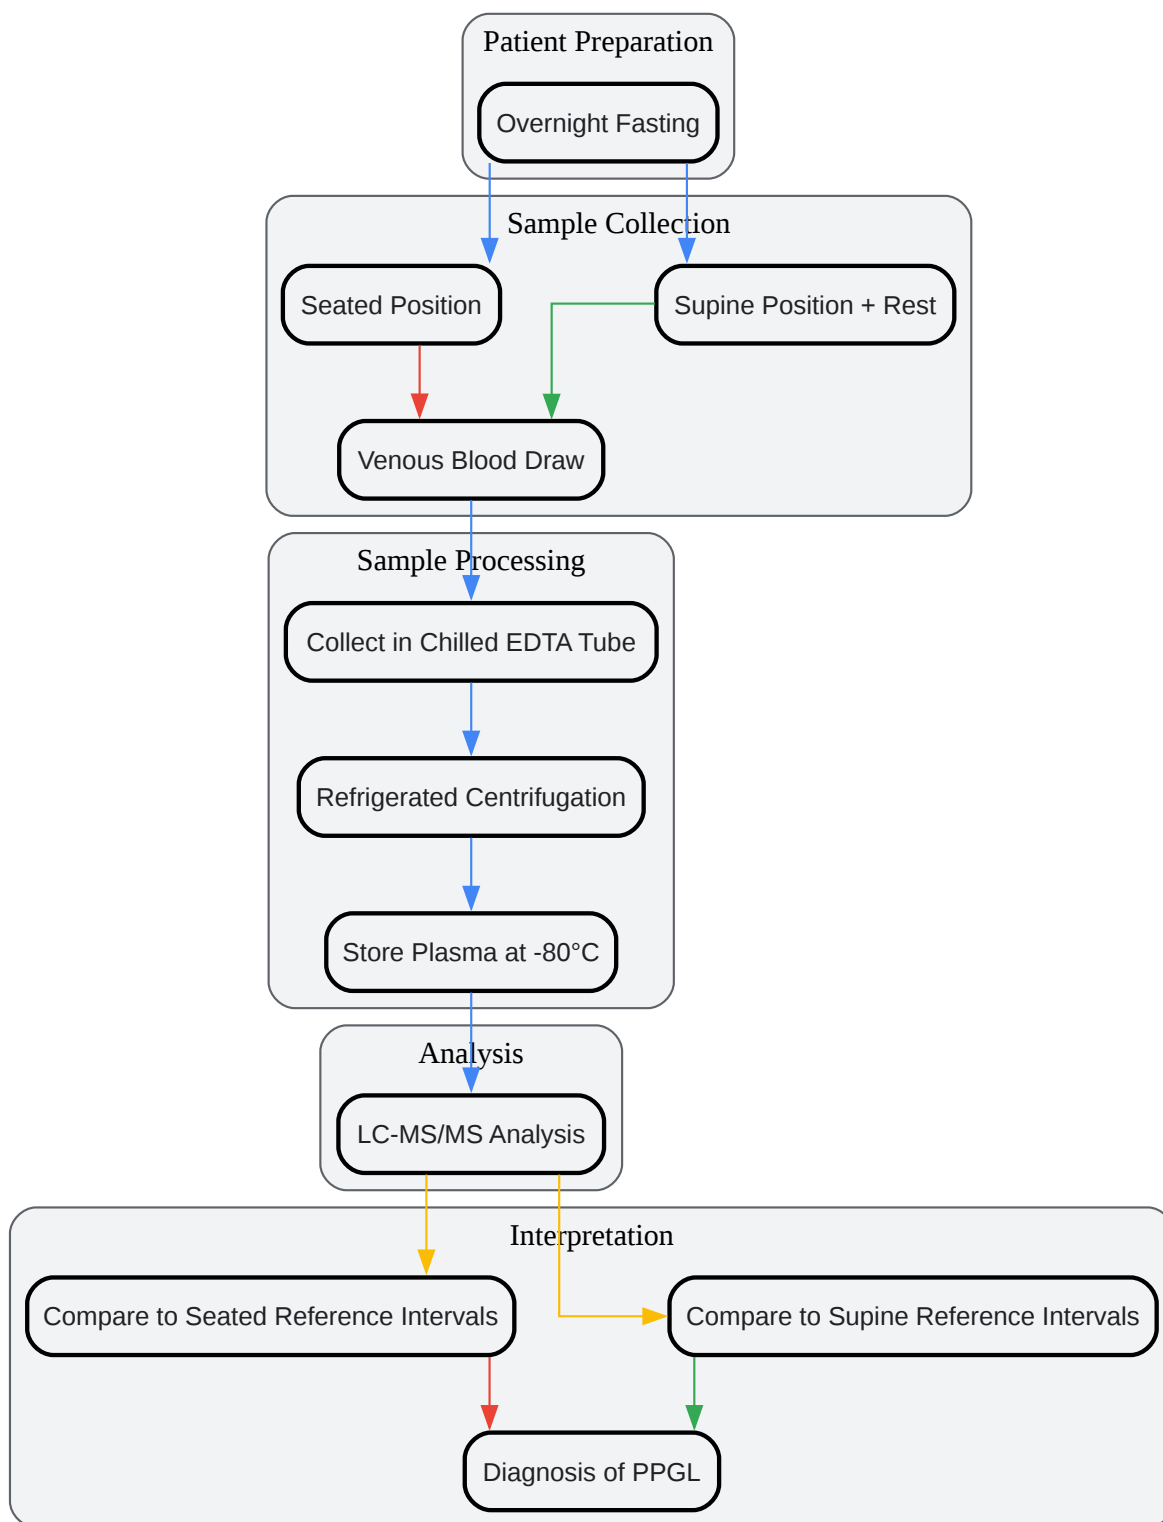 Patient Preparation
Overnight Fasting
Sample Collection
Seated Position
Supine Position + Rest
Venous Blood Draw
Sample Processing
Collect in Chilled EDTA Tube
Refrigerated Centrifugation
Store Plasma at -80°C
Analysis
LC-MS/MS Analysis
Interpretation
Compare to Seated Reference Intervals
Compare to Supine Reference Intervals
Diagnosis of PPGL